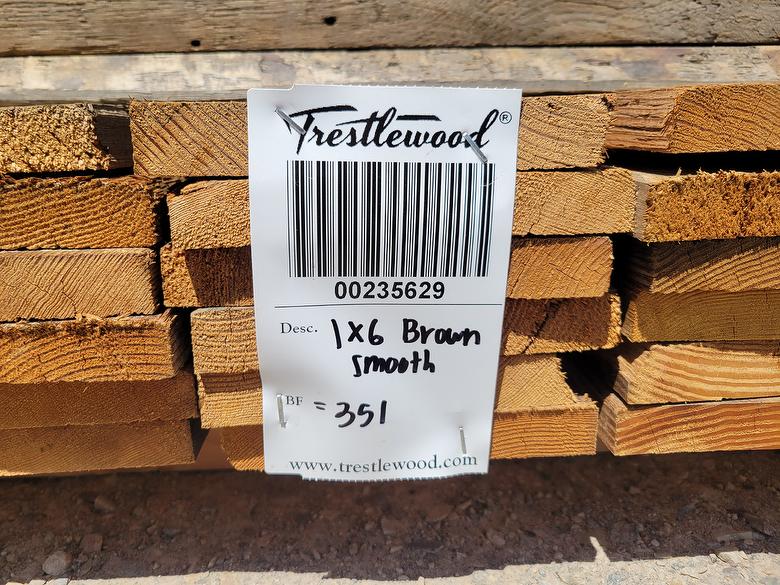 Trestlewood®
00235629
Desc. 1x6 Brown
smooth
BF = 351
www.trestlewood.com